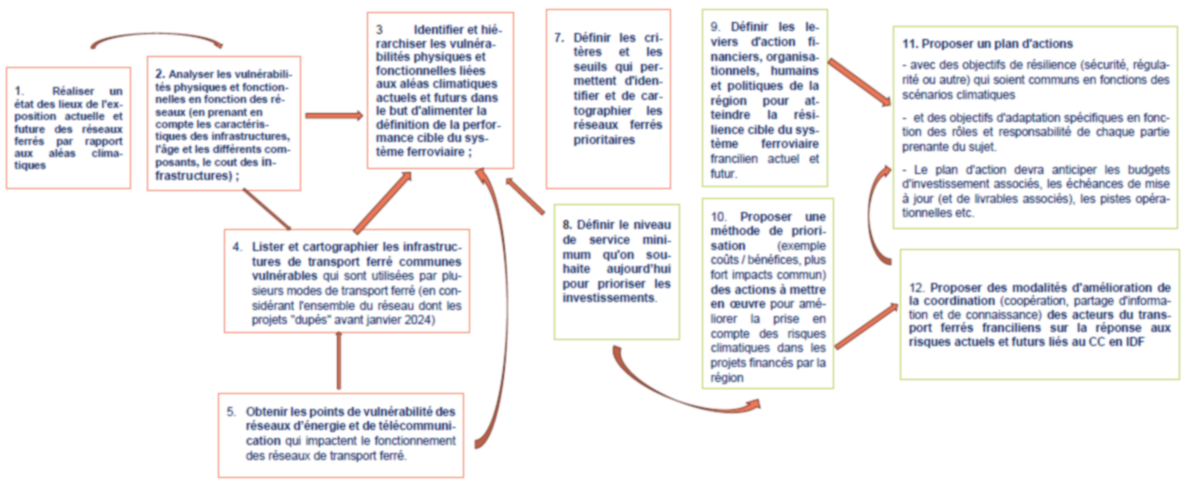 1. Réaliser un
état des lieux de l'ex-
position actuelle et
future des réseaux
ferrés par rapport
aux aléas clima-
tiques
2. Analyser les vulnérabili-
tés physiques et fonction-
nelles en fonction des ré-
seaux (en prenant en
compte les caractéris-
tiques des infrastructures,
l'âge et les différents com-
posants, le cout des in-
frastructures) ;
3 Identifier et hié-
rarchiser les vulnéra-
bilités physiques et
fonctionnelles liées
aux aléas climatiques
actuels et futurs dans
le but d'alimenter la
définition de la perfor-
mance cible du sys-
tème ferroviaire ;
4. Lister et cartographier les infrastruc-
tures de transport ferré communes
vulnérables qui sont utilisées par plu-
sieurs modes de transport ferré (en con-
sidérant l'ensemble du réseau dont les
projets "dupés" avant janvier 2024)
5. Obtenir les points de vulnérabilité des
réseaux d'énergie et de télécommuni-
cation qui impactent le fonctionnement
des réseaux de transport ferré.
7. Définir les cri-
tères et les
seuils qui per-
mettent d'iden-
tifier et de car-
tographier les
réseaux ferrés
prioritaires
8. Définir le niveau
de service mini-
mum qu'on sou-
haite aujourd'hui
pour prioriser les
investissements.
9. Définir les le-
viers d'action fi-
nanciers, organisa-
tionnels, humains
et politiques de la
région pour at-
teindre la rési-
lience cible du sys-
tème ferroviaire
francilien actuel et
futur.
10. Proposer une
méthode de priori-
sation (exemple
coûts / bénéfices, plus
fort impacts commun)
des actions à mettre
en œuvre pour amé-
liorer la prise en
compte des risques
climatiques dans les
projets financés par la
région
11. Proposer un plan d'actions
- avec des objectifs de résilience (sécurité, régula-
rité ou autre) qui soient communs en fonctions des
scénarios climatiques
- et des objectifs d'adaptation spécifiques en fonc-
tion des rôles et responsabilité de chaque partie
prenante du sujet.
- Le plan d'action devra anticiper les budgets
d'investissement associés, les échéances de mise
à jour (et de livrables associés), les pistes opéra-
tionnelles etc.
12. Proposer des modalités d'amélioration de
la coordination (coopération, partage d'informa-
tion et de connaissance) des acteurs du trans-
port ferrés franciliens sur la réponse aux
risques actuels et futurs liés au CC en IDF